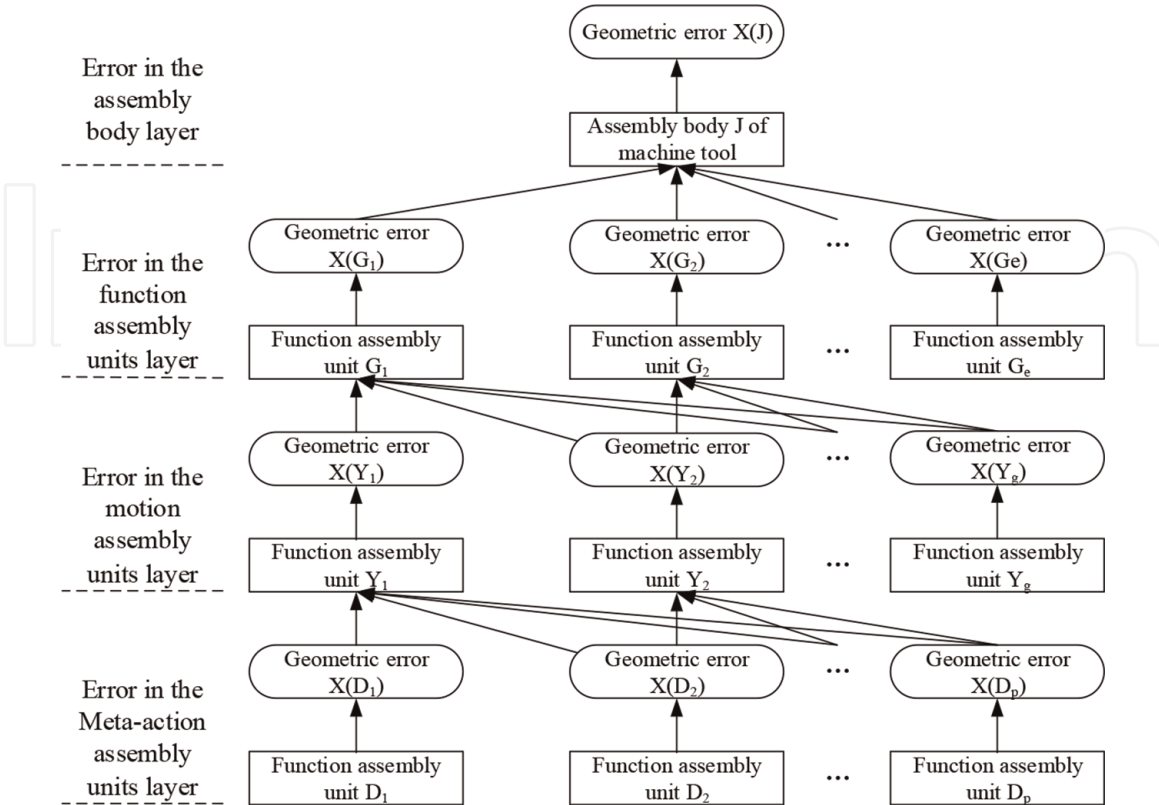 Geometric error X(J)
Error in the
assembly
body layer
Assembly body J of
machine tool
Geometric error
X(G₁)
Geometric error
X(G₂)
...
Geometric error
X(Ge)
Error in the
function
assembly
units layer
Function assembly
unit G₁
Function assembly
unit G₂
...
Function assembly
unit Gₑ
Geometric error
X(Y₁)
Geometric error
X(Y₂)
...
Geometric error
X(Y_g)
Error in the
motion
assembly
units layer
Function assembly
unit Y₁
Function assembly
unit Y₂
...
Function assembly
unit Y_g
Geometric error
X(D₁)
Geometric error
X(D₂)
...
Geometric error
X(Dₚ)
Error in the
Meta-action
assembly
units layer
Function assembly
unit D₁
Function assembly
unit D₂
...
Function assembly
unit Dₚ